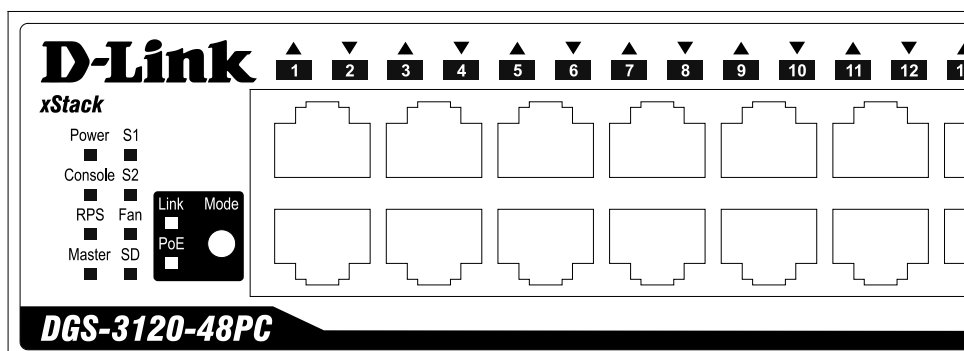 D-Link
1 2 3 4 5 6 7 8 9 10 11 12
xStack
Power S1
Console S2
RPS Fan
Master SD
Link Mode
PoE
DGS-3120-48PC